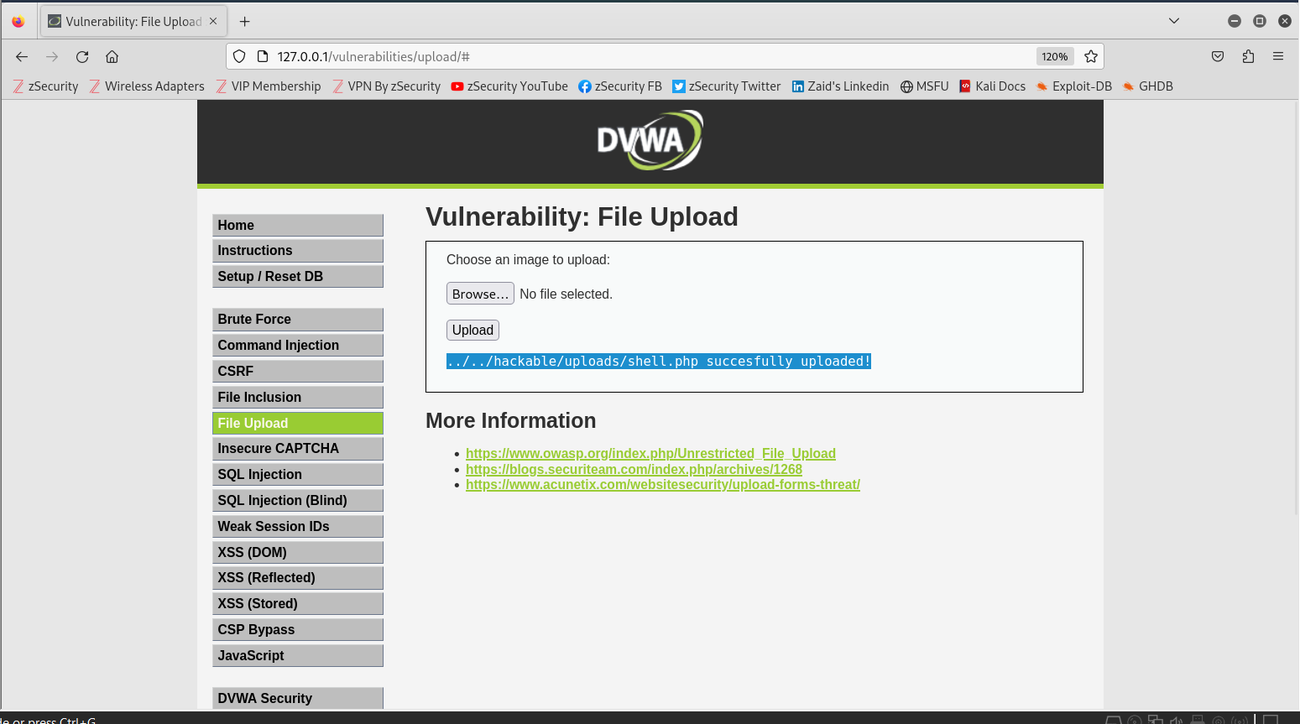 Vulnerability: File Upload
127.0.0.1/vulnerabilities/upload/#
120%
zSecurity
Wireless Adapters
VIP Membership
VPN By zSecurity
zSecurity YouTube
zSecurity FB
zSecurity Twitter
Zaid's Linkedin
MSFU
Kali Docs
Exploit-DB
GHDB
DVWA
Home
Instructions
Setup / Reset DB
Brute Force
Command Injection
CSRF
File Inclusion
File Upload
Insecure CAPTCHA
SQL Injection
SQL Injection (Blind)
Weak Session IDs
XSS (DOM)
XSS (Reflected)
XSS (Stored)
CSP Bypass
JavaScript
DVWA Security
Vulnerability: File Upload
Choose an image to upload:
Browse... No file selected.
Upload
../../hackable/uploads/shell.php succesfully uploaded!
More Information
https://www.owasp.org/index.php/Unrestricted_File_Upload
https://blogs.securiteam.com/index.php/archives/1268
https://www.acunetix.com/websitesecurity/upload-forms-threat/
or press Ctrl+G